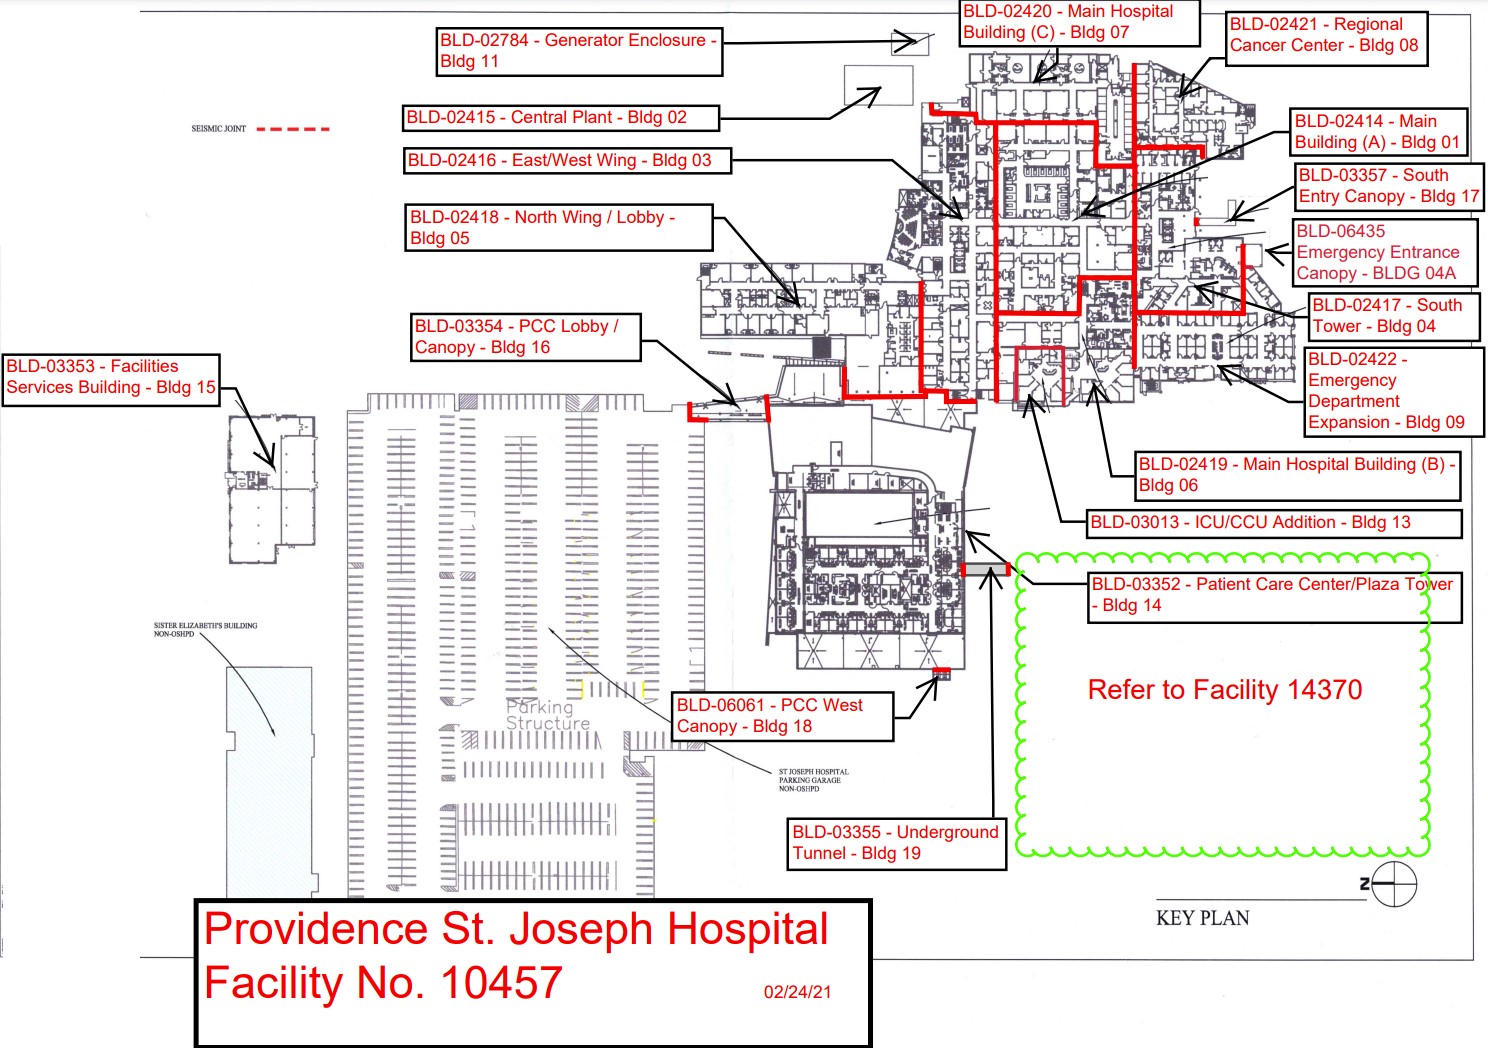 BLD-02420 - Main Hospital
Building (C) - Bldg 07
BLD-02421 - Regional
Cancer Center - Bldg 08
BLD-02784 - Generator Enclosure -
Bldg 11
BLD-02415 - Central Plant - Bldg 02
SEISMIC JOINT
BLD-02414 - Main
Building (A) - Bldg 01
BLD-02416 - East/West Wing - Bldg 03
BLD-03357 - South
Entry Canopy - Bldg 17
BLD-02418 - North Wing / Lobby -
Bldg 05
BLD-06435
Emergency Entrance
Canopy - BLDG 04A
BLD-02417 - South
Tower - Bldg 04
BLD-03354 - PCC Lobby /
Canopy - Bldg 16
BLD-03353 - Facilities
Services Building - Bldg 15
BLD-02422 -
Emergency
Department
Expansion - Bldg 09
BLD-02419 - Main Hospital Building (B) -
Bldg 06
BLD-03013 - ICU/CCU Addition - Bldg 13
BLD-03352 - Patient Care Center/Plaza Tower
- Bldg 14
SISTER ELIZABETH'S BUILDING
NON-OSHPD
Refer to Facility 14370
Parking
Structure
BLD-06061 - PCC West
Canopy - Bldg 18
ST JOSEPH HOSPITAL
PARKING GARAGE
NON-OSHPD
BLD-03355 - Underground
Tunnel - Bldg 19
Z
KEY PLAN
Providence St. Joseph Hospital
Facility No. 10457
02/24/21